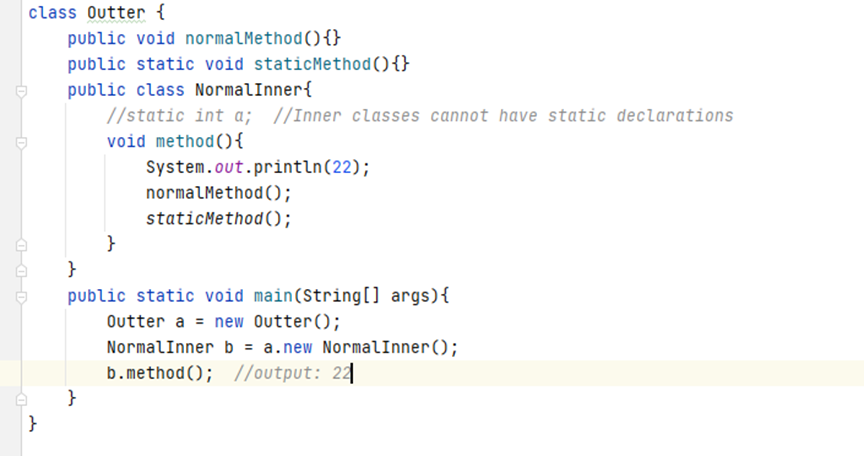 class Outter {
    public void normalMethod(){}
    public static void staticMethod(){}
    public class NormalInner{
        //static int a;  //Inner classes cannot have static declarations
        void method(){
            System.out.println(22);
            normalMethod();
            staticMethod();
        }
    }
    public static void main(String[] args){
        Outter a = new Outter();
        NormalInner b = a.new NormalInner();
        b.method();  //output: 22
    }
}